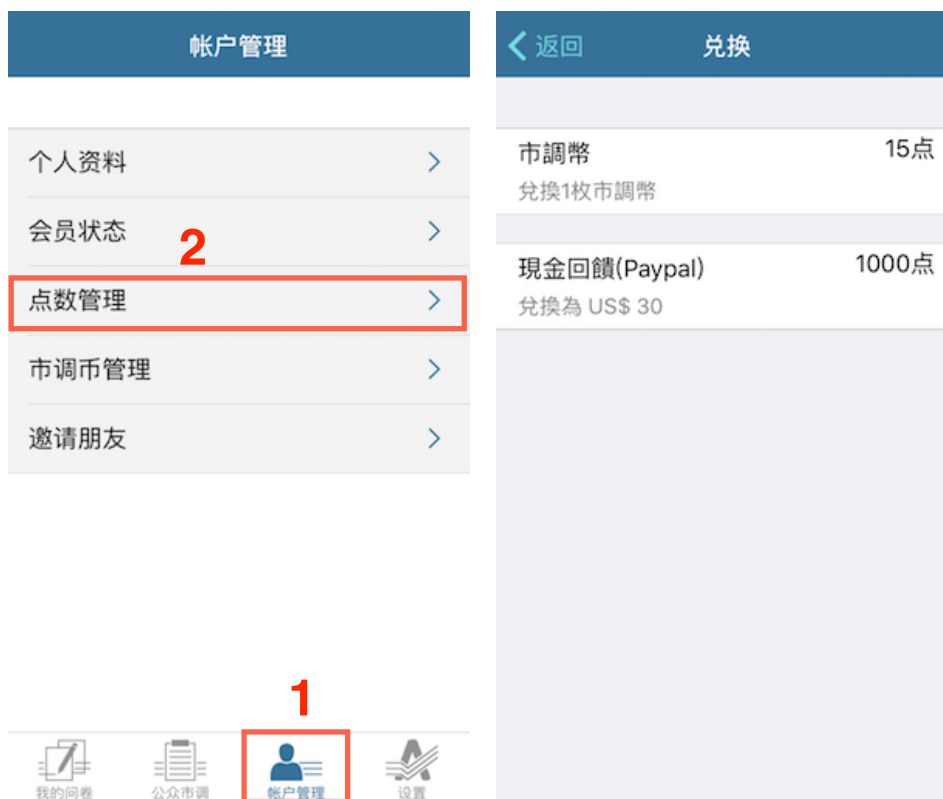 帐户管理
个人资料
会员状态
2
点数管理
市调币管理
邀请朋友
1
我的问卷
公众市调
帐户管理
设置
返回
兑换
市調幣
15点
兌換1枚市調幣
現金回饋(Paypal)
1000点
兌換為 US$ 30